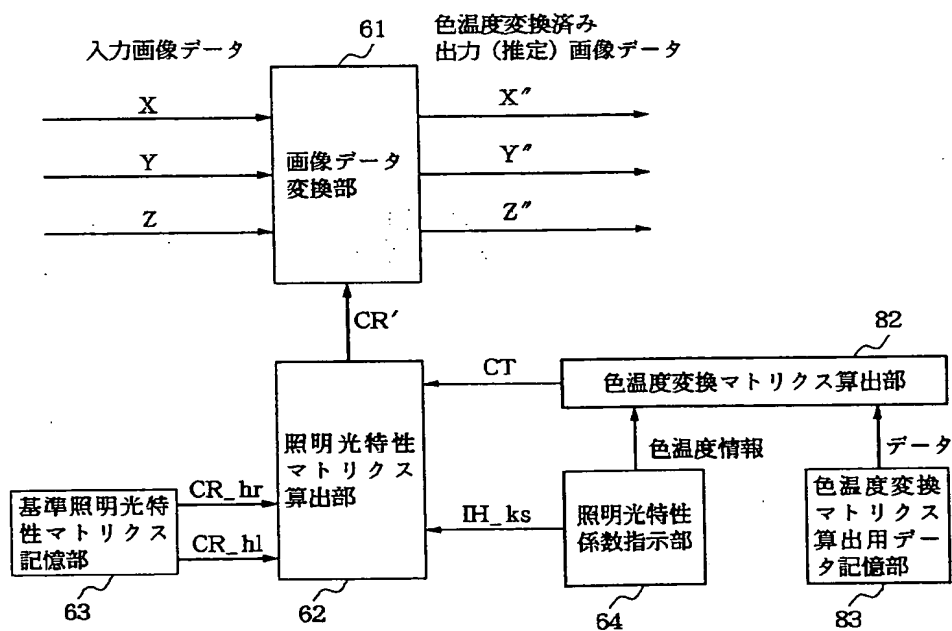 入力画像データ
61
色温度変換済み
出力（推定）画像データ
X
X″
Y
画像データ
変換部
Y″
Z
Z″
CR′
82
CT
色温度変換マトリクス算出部
照明光特性
マトリクス
算出部
色温度情報
データ
基準照明光特
性マトリクス
記憶部
CR_hr
CR_hl
IH_ks
照明光特性
係数指示部
色温度変換
マトリクス
算出用デー
タ記憶部
63
62
64
83